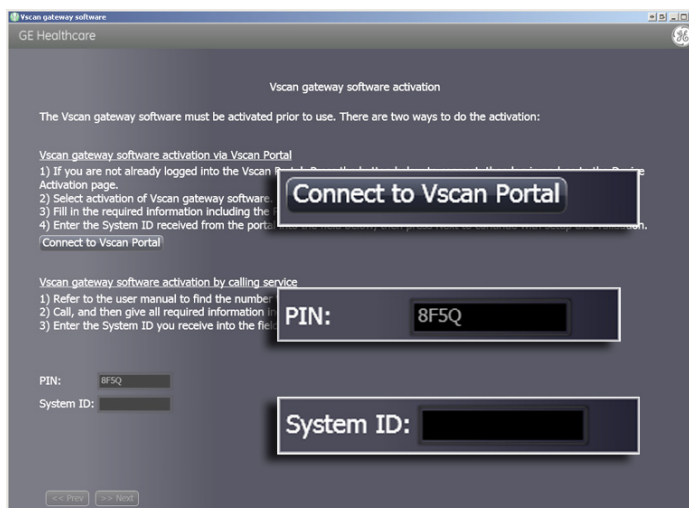 Vscan gateway software
GE Healthcare
Vscan gateway software activation
The Vscan gateway software must be activated prior to use. There are two ways to do the activation:
Vscan gateway software activation via Vscan Portal
1) If you are not already logged into the Vscan
Activation page.
2) Select activation of Vscan gateway software.
3) Fill in the required information including the
4) Enter the System ID received from the portal
Connect to Vscan Portal
Connect to Vscan Portal
Vscan gateway software activation by calling service
1) Refer to the user manual to find the number
2) Call, and then give all required information
3) Enter the System ID you receive into the
PIN: 8F5Q
PIN: 8F5Q
System ID:
System ID:
<< Prev >> Next